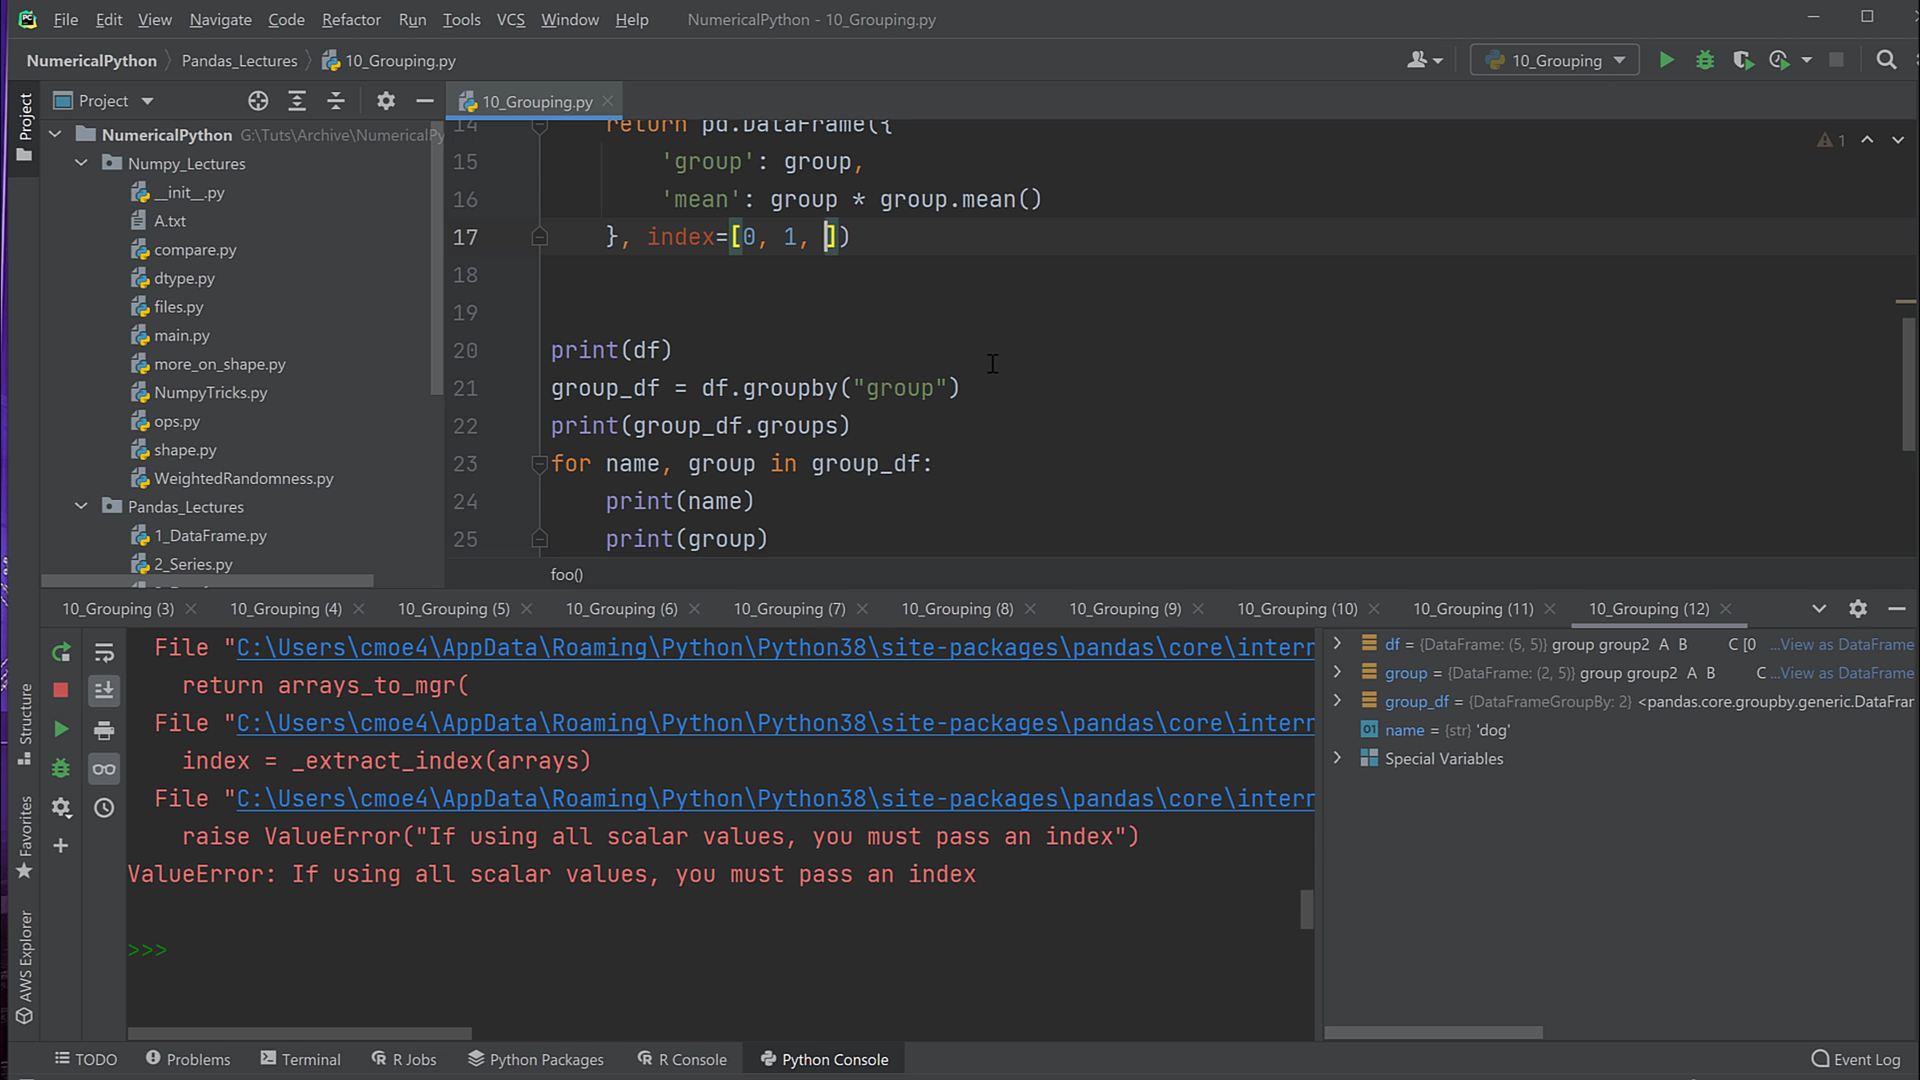 File Edit View Navigate Code Refactor Run Tools VCS Window Help NumericalPython - 10_Grouping.py
NumericalPython Pandas_Lectures 10_Grouping.py 10_Grouping
Project
Project
NumericalPython G:\Tuts\Archive\NumericalPy
Numpy_Lectures
__init__.py
A.txt
compare.py
dtype.py
files.py
main.py
more_on_shape.py
NumpyTricks.py
ops.py
shape.py
WeightedRandomness.py
Pandas_Lectures
1_DataFrame.py
2_Series.py
10_Grouping.py
1
14 return pd.DataFrame({
15 'group': group,
16 'mean': group * group.mean()
17 }, index=[0, 1, ])
18
19
20 print(df)
21 group_df = df.groupby("group")
22 print(group_df.groups)
23 for name, group in group_df:
24 print(name)
25 print(group)
foo()
10_Grouping (3) 10_Grouping (4) 10_Grouping (5) 10_Grouping (6) 10_Grouping (7) 10_Grouping (8) 10_Grouping (9) 10_Grouping (10) 10_Grouping (11) 10_Grouping (12)
Structure
Favorites
AWS Explorer
File "C:\Users\cmoe4\AppData\Roaming\Python\Python38\site-packages\pandas\core\intern
return arrays_to_mgr(
File "C:\Users\cmoe4\AppData\Roaming\Python\Python38\site-packages\pandas\core\intern
index = _extract_index(arrays)
File "C:\Users\cmoe4\AppData\Roaming\Python\Python38\site-packages\pandas\core\intern
raise ValueError("If using all scalar values, you must pass an index")
ValueError: If using all scalar values, you must pass an index
>>>
df = {DataFrame: (5, 5)} group group2 A B C [0 ...View as DataFrame
group = {DataFrame: (2, 5)} group group2 A B C ...View as DataFrame
group_df = {DataFrameGroupBy: 2} <pandas.core.groupby.generic.DataFrar
01 name = {str} 'dog'
Special Variables
TODO Problems Terminal R Jobs Python Packages R Console Python Console Event Log